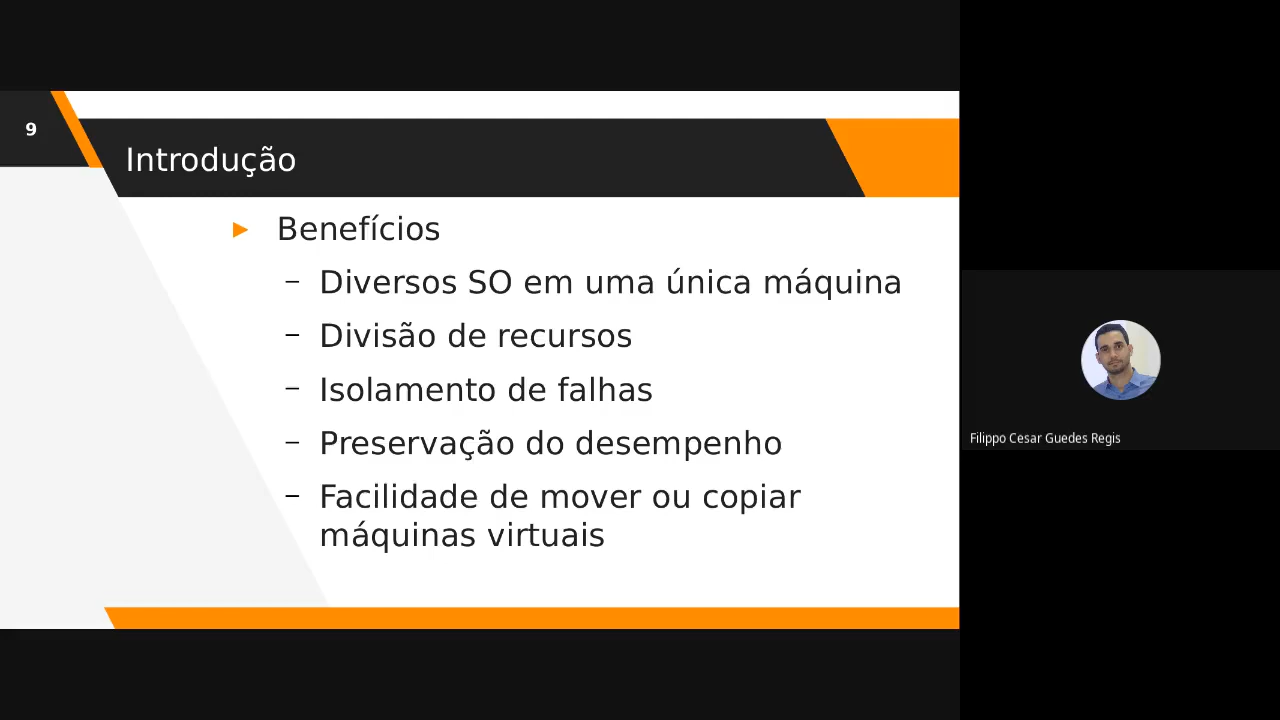 9
Introdução
Benefícios
– Diversos SO em uma única máquina
– Divisão de recursos
– Isolamento de falhas
– Preservação do desempenho
– Facilidade de mover ou copiar
máquinas virtuais
Filippo Cesar Guedes Regis